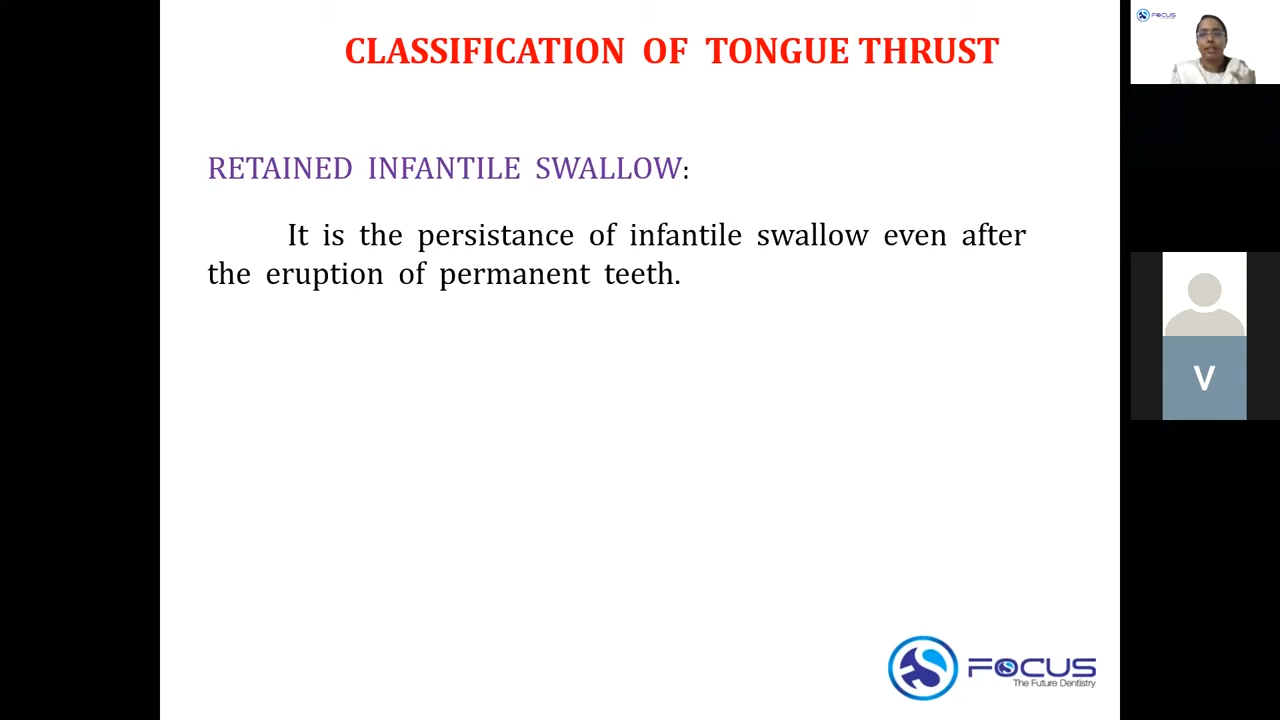 CLASSIFICATION OF TONGUE THRUST
RETAINED INFANTILE SWALLOW:
It is the persistance of infantile swallow even after
the eruption of permanent teeth.
FOCUS
The Future Dentistry
FOCUS
V